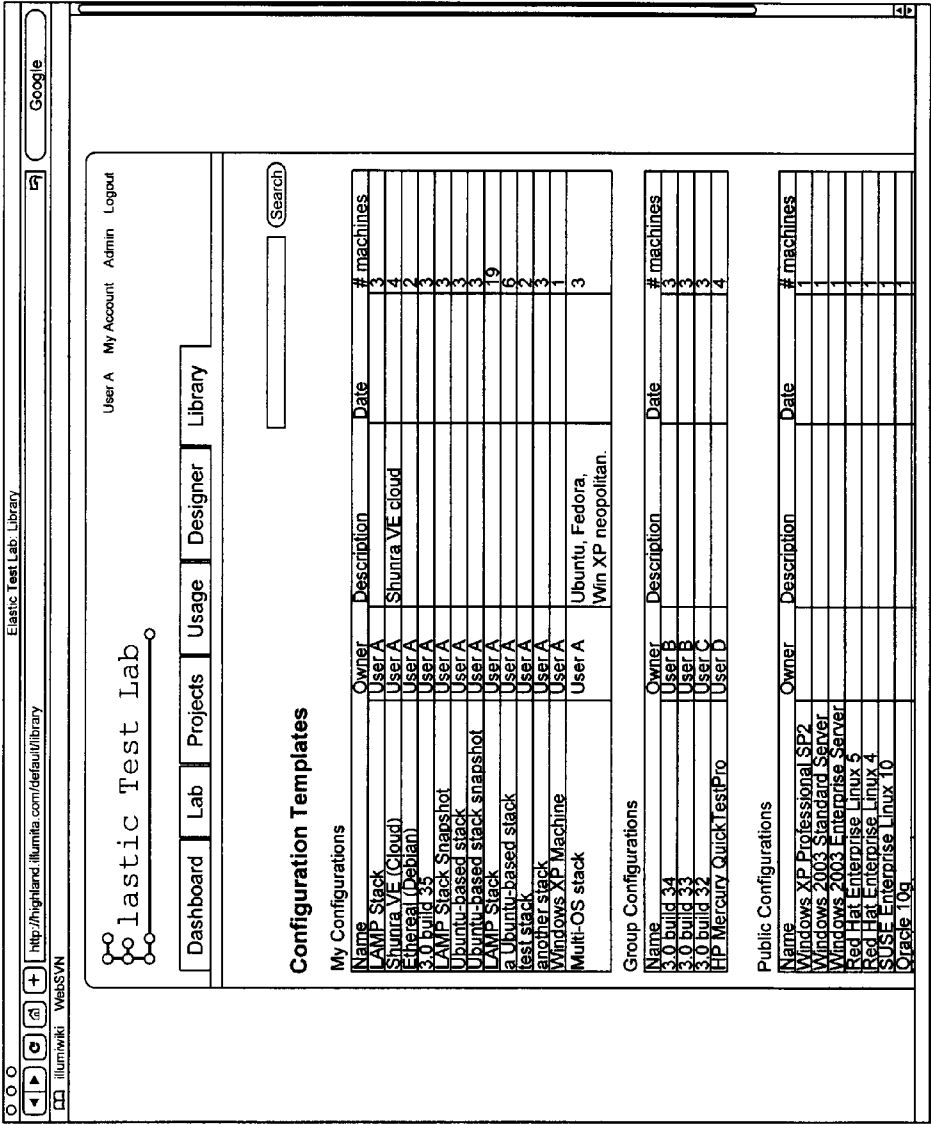 Elastic Test Lab: Library
http://highland.illumita.com/default/library
Google
illumiwiki WebSVN
User A My Account Admin Logout
lastic Test Lab
Dashboard Lab Projects Usage Designer Library
Search
Configuration Templates
My Configurations
Name Owner Description Date # machines
LAMP Stack User A 3
Shunra VE (Cloud) User A Shunra VE cloud 4
Ethereal (Debian) User A 2
3.0 build 35 User A 3
LAMP Stack Snapshot User A 3
Ubuntu-based stack User A 3
Ubuntu-based stack snapshot User A 3
LAMP Stack User A 19
a Ubuntu-based stack User A 6
test stack User A 2
another stack User A 3
Windows XP Machine User A 1
Multi-OS stack User A Ubuntu, Fedora, 3
Win XP neopolitan.
Group Configurations
Name Owner Description Date # machines
3.0 build 34 User B 3
3.0 build 33 User B 3
3.0 build 32 User C 3
HP Mercury QuickTestPro User D 4
Public Configurations
Name Owner Description Date # machines
Windows XP Professional SP2 1
Windows 2003 Standard Server 1
Windows 2003 Enterprise Server 1
Red Hat Enterprise Linux 5 1
Red Hat Enterprise Linux 4 1
SUSE Enterprise Linux 10 1
Oracle 10g 1